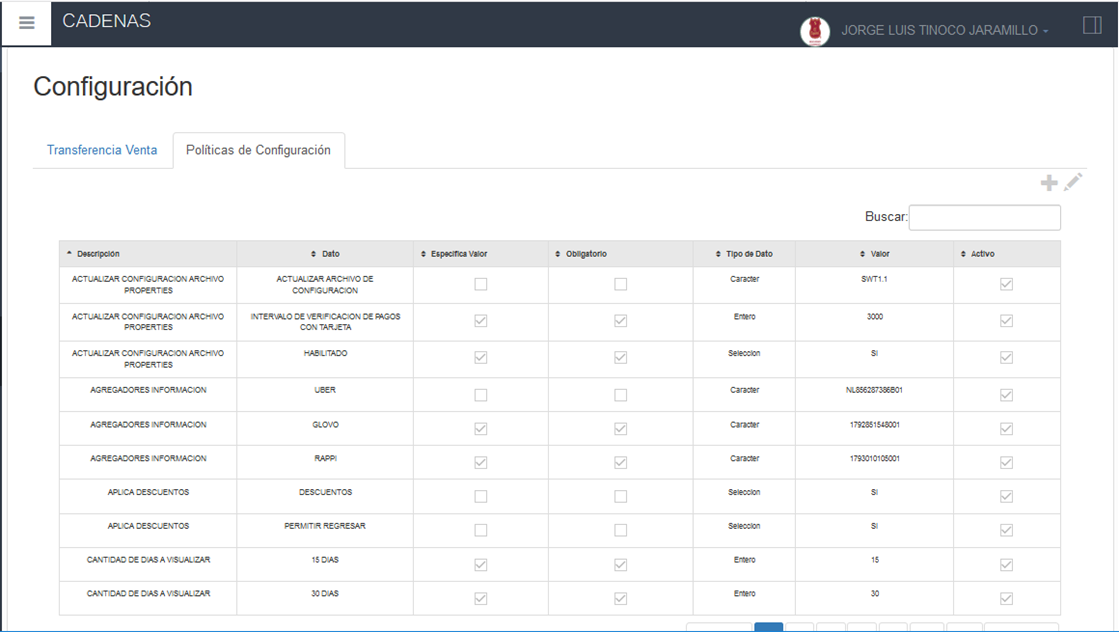 CADENAS
JORGE LUIS TINOCO JARAMILLO
Configuración
Transferencia Venta Políticas de Configuración
Buscar:
Descripción Dato Especifica Valor Obligatorio Tipo de Dato Valor Activo
ACTUALIZAR CONFIGURACION ARCHIVO PROPERTIES ACTUALIZAR ARCHIVO DE CONFIGURACION Caracter SWT1.1
ACTUALIZAR CONFIGURACION ARCHIVO PROPERTIES INTERVALO DE VERIFICACION DE PAGOS CON TARJETA Entero 3000
ACTUALIZAR CONFIGURACION ARCHIVO PROPERTIES HABILITADO Seleccion SI
AGREGADORES INFORMACION UBER Caracter NL856287386B01
AGREGADORES INFORMACION GLOVO Caracter 1792851548001
AGREGADORES INFORMACION RAPPI Caracter 1793010105001
APLICA DESCUENTOS DESCUENTOS Seleccion SI
APLICA DESCUENTOS PERMITIR REGRESAR Seleccion SI
CANTIDAD DE DIAS A VISUALIZAR 15 DIAS Entero 15
CANTIDAD DE DIAS A VISUALIZAR 30 DIAS Entero 30